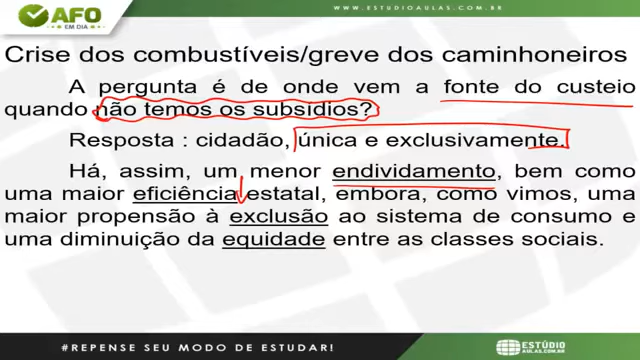 AFO
EM DIA
WWW.ESTUDIOAULAS.COM.BR
Crise dos combustíveis/greve dos caminhoneiros
A pergunta é de onde vem a fonte do custeio
quando não temos os subsídios?
Resposta : cidadão, única e exclusivamente.
Há, assim, um menor endividamento, bem como
uma maior eficiência estatal, embora, como vimos, uma
maior propensão à exclusão ao sistema de consumo e
uma diminuição da equidade entre as classes sociais.
#REPENSE SEU MODO DE ESTUDAR!
ESTÚDIO
AULAS.COM.BR